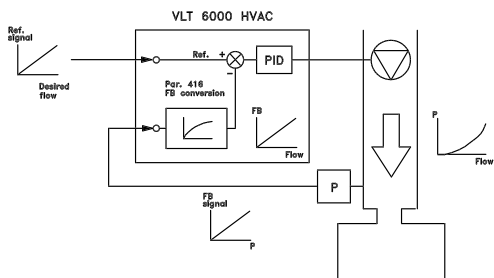 VLT 6000 HVAC
Ref.
signal
Desired
flow
Ref.
+
−
PID
Par. 416
FB conversion
FB
Flow
P
Flow
P
FB
signal
P